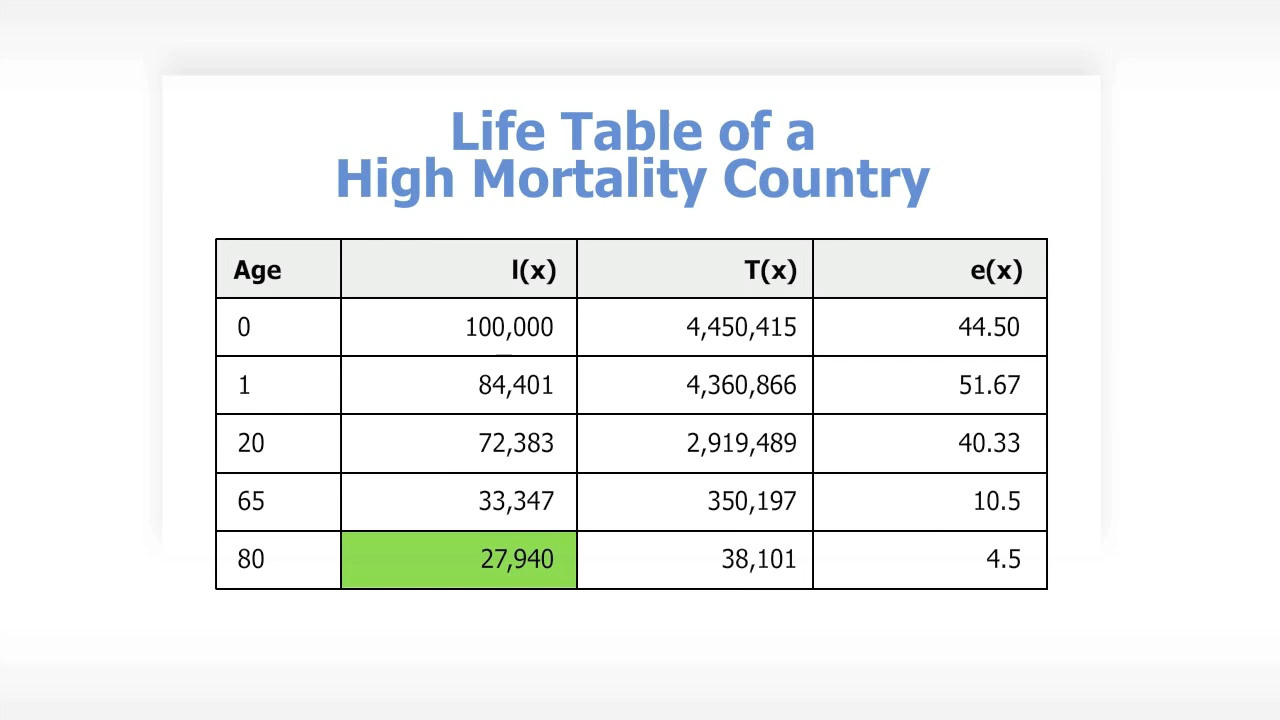 Life Table of a
High Mortality Country
Age l(x) T(x) e(x)
0 100,000 4,450,415 44.50
1 84,401 4,360,866 51.67
20 72,383 2,919,489 40.33
65 33,347 350,197 10.5
80 27,940 38,101 4.5